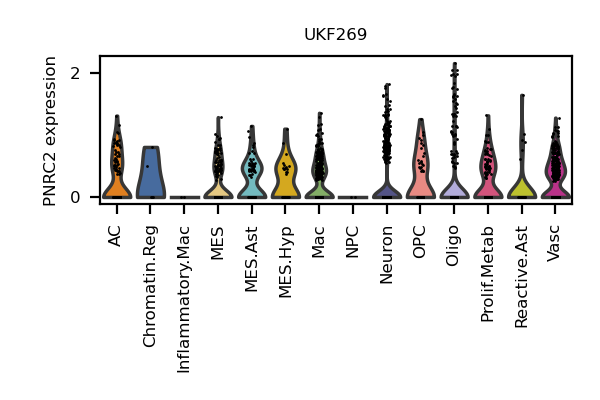 UKF269
PNRC2 expression
2
0
AC
Chromatin.Reg
Inflammatory.Mac
MES
MES.Ast
MES.Hyp
Mac
NPC
Neuron
OPC
Oligo
Prolif.Metab
Reactive.Ast
Vasc